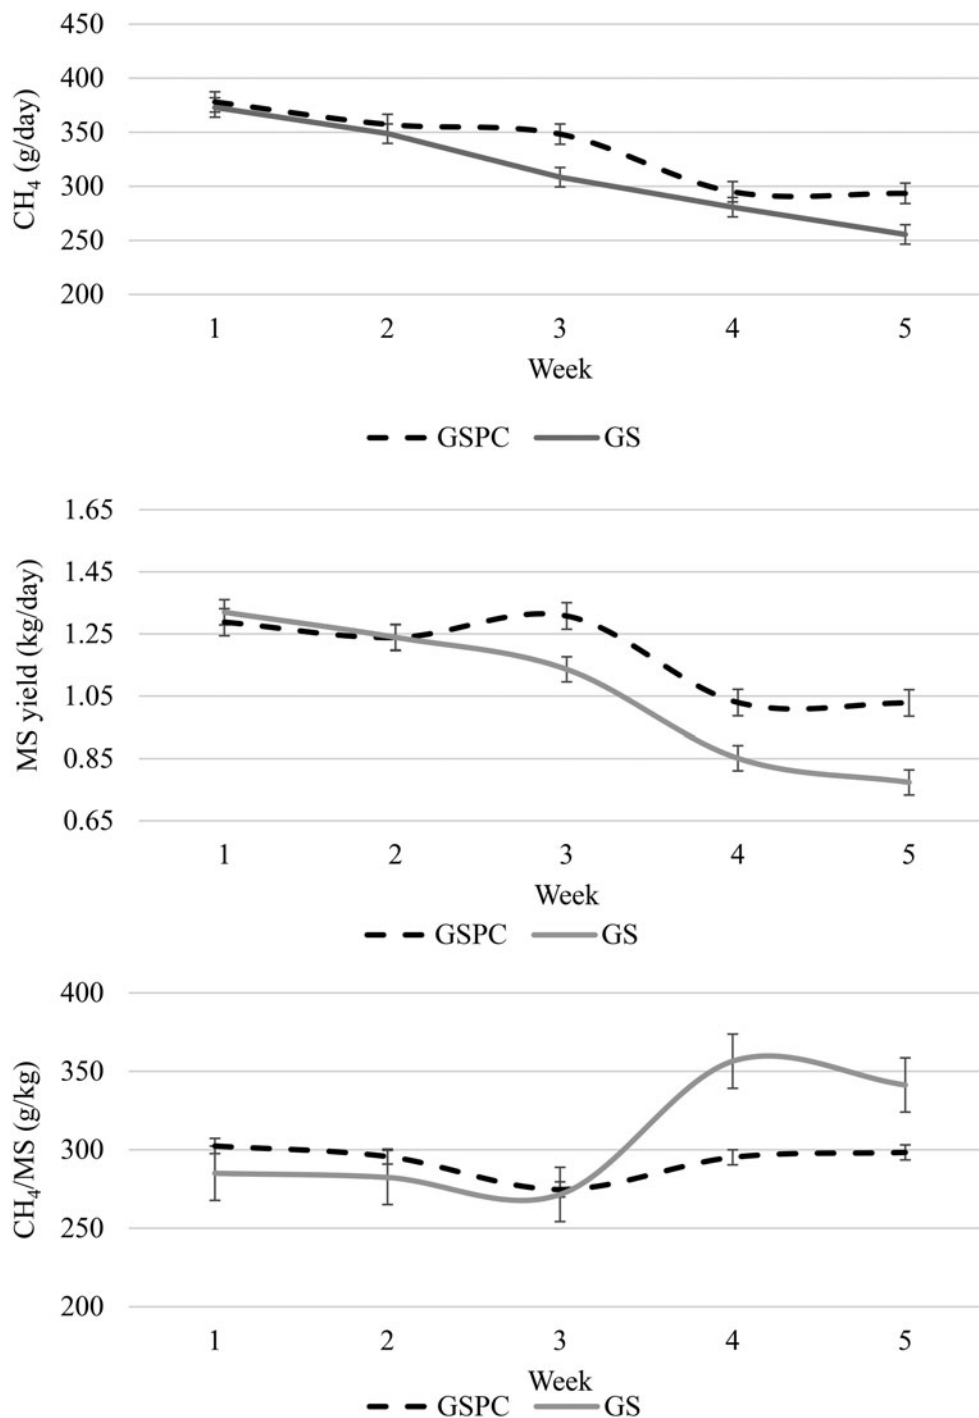 CH₄ (g/day)
450
400
350
300
250
200
1 2 3 4 5
Week
GSPC GS
MS yield (kg/day)
1.65
1.45
1.25
1.05
0.85
0.65
1 2 3 4 5
Week
GSPC GS
CH₄/MS (g/kg)
400
350
300
250
200
1 2 3 4 5
Week
GSPC GS